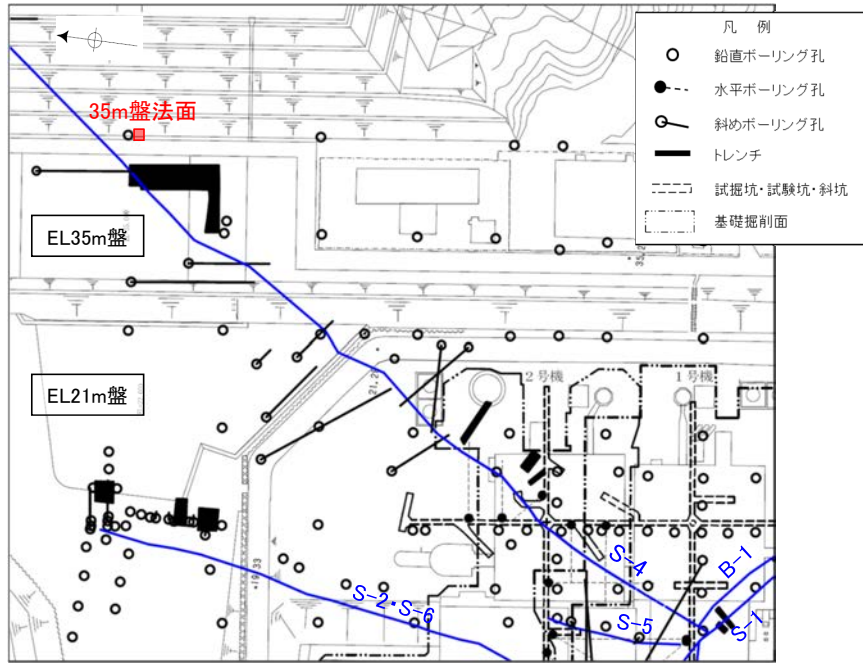 凡 例
鉛直ボーリング孔
水平ボーリング孔
斜めボーリング孔
トレンチ
試掘坑・試験坑・斜坑
基礎掘削面
35m盤法面
EL35m盤
EL21m盤
2号機
1号機
S-4
B-1
S-2・S-6
S-5
S-1